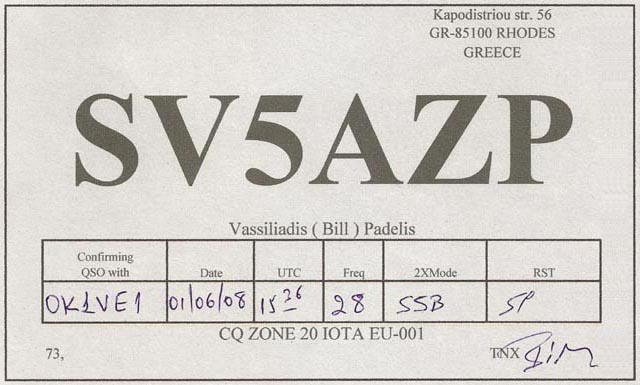 Kapodistriou str. 56
GR-85100 RHODES
GREECE
SV5AZP
Vassiliadis ( Bill ) Padelis
Confirming QSO with Date UTC Freq 2XMode RST
OK1VE1 01/06/08 15 26 28 SSB
CQ ZONE 20 IOTA EU-001
73, TNX Bill